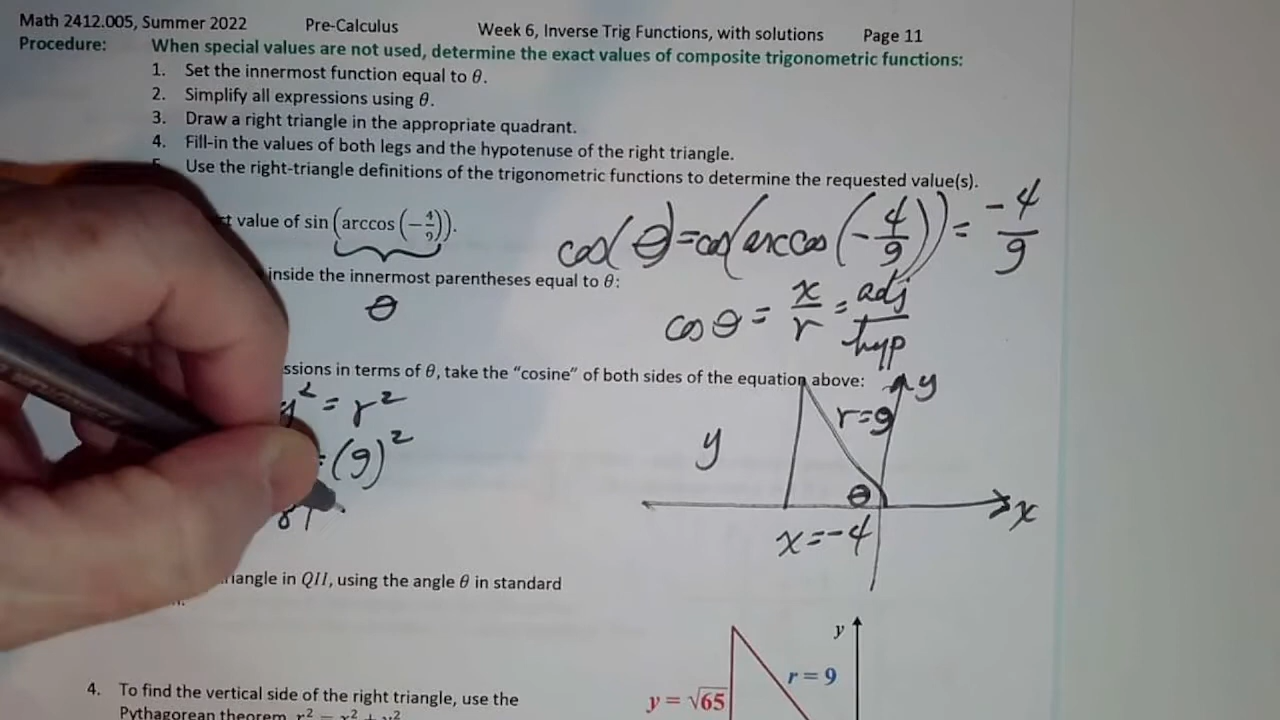 Math 2412.005, Summer 2022 Pre-Calculus Week 6, Inverse Trig Functions, with solutions Page 11
Procedure: When special values are not used, determine the exact values of composite trigonometric functions:
1. Set the innermost function equal to θ.
2. Simplify all expressions using θ.
3. Draw a right triangle in the appropriate quadrant.
4. Fill-in the values of both legs and the hypotenuse of the right triangle.
Use the right-triangle definitions of the trigonometric functions to determine the requested value(s).
value of sin (arccos (−4/9)).
cos(θ)=cos(arccos(-4/9))=-4/9
inside the innermost parentheses equal to θ:
θ
cos θ = x/r = adj/hyp
in terms of θ, take the “cosine” of both sides of the equation above:
y² = r²
= (9)²
81
y
r=9
y
θ
x
x=-4
in QII, using the angle θ in standard
4. To find the vertical side of the right triangle, use the
Pythagorean theorem r² = x² + y²
y
r = 9
y = √65